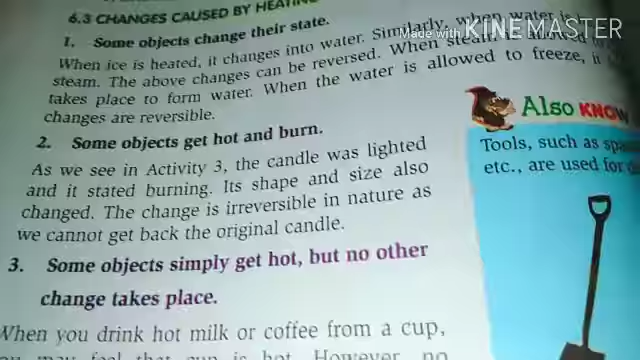 6.3 CHANGES CAUSED BY
Made with KINEMASTER
1. Some objects change their state.
When ice is heated, it changes into water. Similarly, when water is
steam. The above changes can be reversed. When steam is
takes place to form water. When the water is allowed to freeze, it
changes are reversible.
2. Some objects get hot and burn.
As we see in Activity 3, the candle was lighted
and it stated burning. Its shape and size also
changed. The change is irreversible in nature as
we cannot get back the original candle.
3. Some objects simply get hot, but no other
change takes place.
When you drink hot milk or coffee from a cup,
cup is hot. However, no
Also KNOW
Tools, such as
etc., are used for